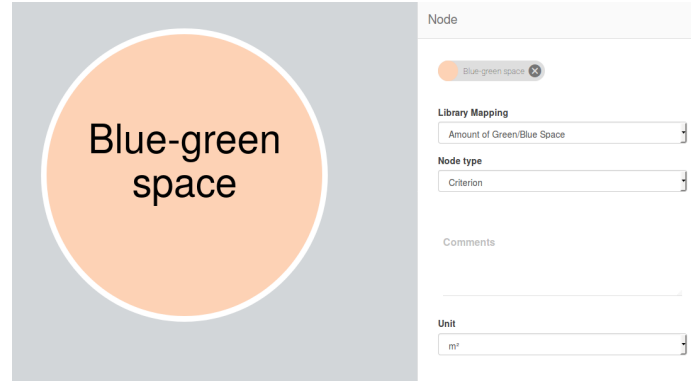 Blue-green
space
Node
Blue-green space
Library Mapping
Amount of Green/Blue Space
Node type
Criterion
Comments
Unit
m²